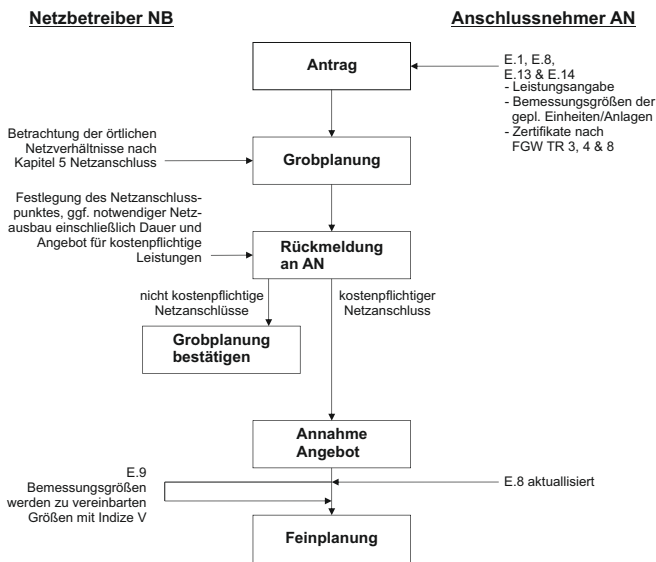 Netzbetreiber NB
Anschlussnehmer AN
Antrag
E.1, E.8,
E.13 & E.14
- Leistungsangabe
- Bemessungsgrößen der
gepl. Einheiten/Anlagen
- Zertifikate nach
FGW TR 3, 4 & 8
Betrachtung der örtlichen
Netzverhältnisse nach
Kapitel 5 Netzanschluss
Grobplanung
Festlegung des Netzanschluss-
punktes, ggf. notwendiger Netz-
ausbau einschließlich Dauer und
Angebot für kostenpflichtige
Leistungen
Rückmeldung
an AN
nicht kostenpflichtige
Netzanschlüsse
kostenpflichtiger
Netzanschluss
Grobplanung
bestätigen
Annahme
Angebot
E.9
Bemessungsgrößen
werden zu vereinbarten
Größen mit Indize V
E.8 aktuallisiert
Feinplanung